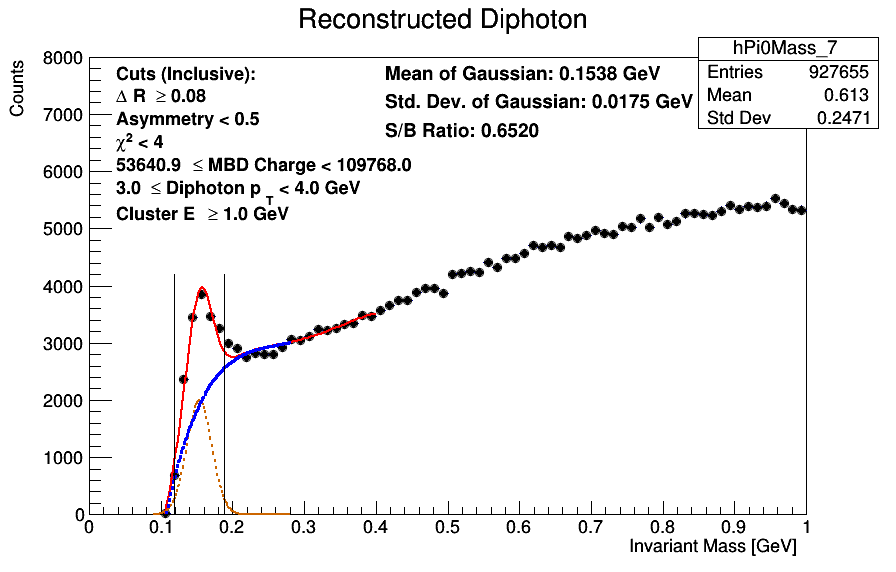 Reconstructed Diphoton
hPi0Mass_7
Entries 927655
Mean 0.613
Std Dev 0.2471
Cuts (Inclusive):
Δ R ≥ 0.08
Asymmetry < 0.5
χ² < 4
53640.9 ≤ MBD Charge < 109768.0
3.0 ≤ Diphoton p_T < 4.0 GeV
Cluster E ≥ 1.0 GeV
Mean of Gaussian: 0.1538 GeV
Std. Dev. of Gaussian: 0.0175 GeV
S/B Ratio: 0.6520
Counts
8000
7000
6000
5000
4000
3000
2000
1000
0
0 0.1 0.2 0.3 0.4 0.5 0.6 0.7 0.8 0.9 1
Invariant Mass [GeV]